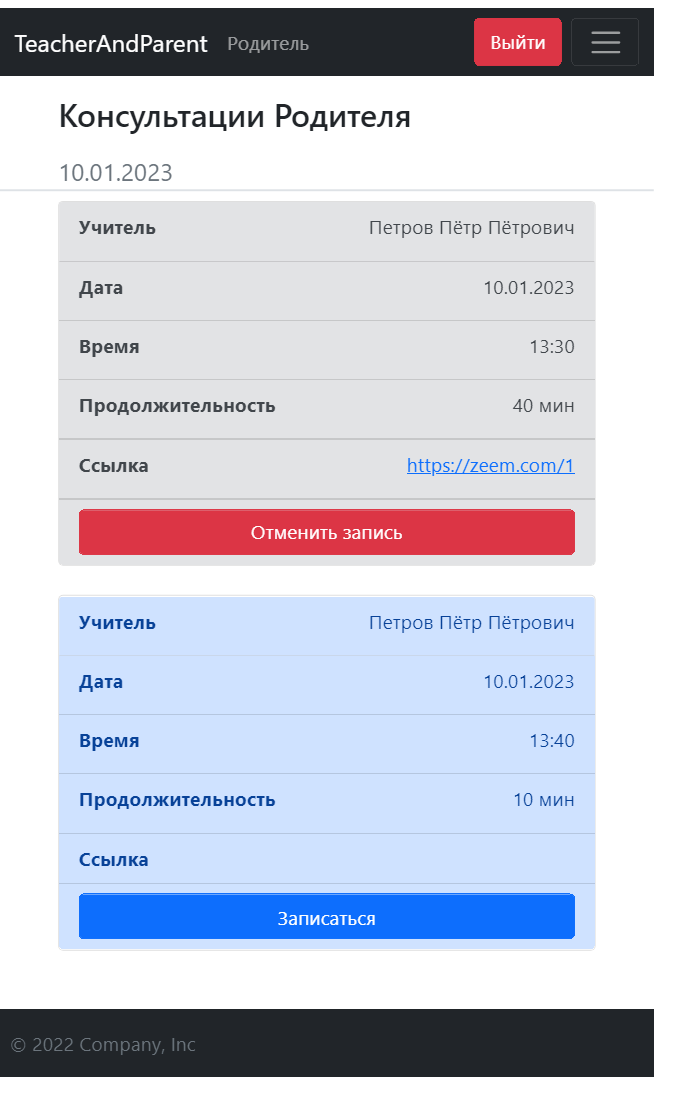 TeacherAndParent Родитель Выйти
Консультации Родителя
10.01.2023
Учитель Петров Пётр Пётрович
Дата 10.01.2023
Время 13:30
Продолжительность 40 мин
Ссылка https://zeem.com/1
Отменить запись
Учитель Петров Пётр Пётрович
Дата 10.01.2023
Время 13:40
Продолжительность 10 мин
Ссылка
Записаться
© 2022 Company, Inc